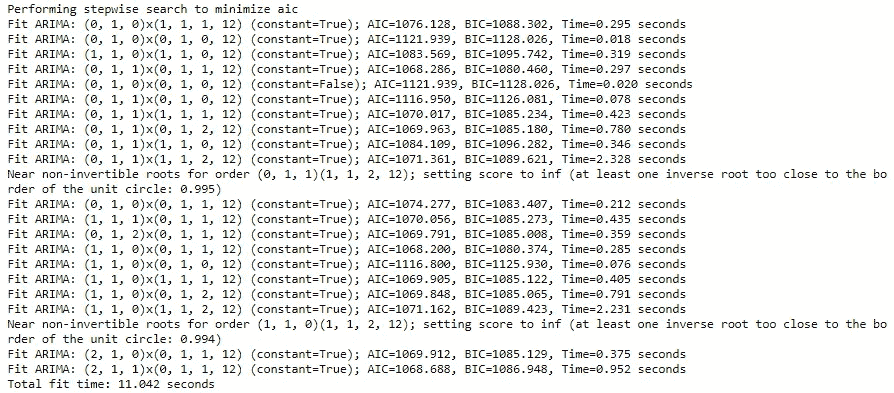 Performing stepwise search to minimize aic
Fit ARIMA: (0, 1, 0)x(1, 1, 1, 12) (constant=True); AIC=1076.128, BIC=1088.302, Time=0.295 seconds
Fit ARIMA: (0, 1, 0)x(0, 1, 0, 12) (constant=True); AIC=1121.939, BIC=1128.026, Time=0.018 seconds
Fit ARIMA: (1, 1, 0)x(1, 1, 0, 12) (constant=True); AIC=1083.569, BIC=1095.742, Time=0.319 seconds
Fit ARIMA: (0, 1, 1)x(0, 1, 1, 12) (constant=True); AIC=1068.286, BIC=1080.460, Time=0.297 seconds
Fit ARIMA: (0, 1, 0)x(0, 1, 0, 12) (constant=False); AIC=1121.939, BIC=1128.026, Time=0.020 seconds
Fit ARIMA: (0, 1, 1)x(0, 1, 0, 12) (constant=True); AIC=1116.950, BIC=1126.081, Time=0.078 seconds
Fit ARIMA: (0, 1, 1)x(1, 1, 1, 12) (constant=True); AIC=1070.017, BIC=1085.234, Time=0.423 seconds
Fit ARIMA: (0, 1, 1)x(0, 1, 2, 12) (constant=True); AIC=1069.963, BIC=1085.180, Time=0.780 seconds
Fit ARIMA: (0, 1, 1)x(1, 1, 0, 12) (constant=True); AIC=1084.109, BIC=1096.282, Time=0.346 seconds
Fit ARIMA: (0, 1, 1)x(1, 1, 2, 12) (constant=True); AIC=1071.361, BIC=1089.621, Time=2.328 seconds
Near non-invertible roots for order (0, 1, 1)(1, 1, 2, 12); setting score to inf (at least one inverse root too close to the bo
rder of the unit circle: 0.995)
Fit ARIMA: (0, 1, 0)x(0, 1, 1, 12) (constant=True); AIC=1074.277, BIC=1083.407, Time=0.212 seconds
Fit ARIMA: (1, 1, 1)x(0, 1, 1, 12) (constant=True); AIC=1070.056, BIC=1085.273, Time=0.435 seconds
Fit ARIMA: (0, 1, 2)x(0, 1, 1, 12) (constant=True); AIC=1069.791, BIC=1085.008, Time=0.359 seconds
Fit ARIMA: (1, 1, 0)x(0, 1, 1, 12) (constant=True); AIC=1068.200, BIC=1080.374, Time=0.285 seconds
Fit ARIMA: (1, 1, 0)x(0, 1, 0, 12) (constant=True); AIC=1116.800, BIC=1125.930, Time=0.076 seconds
Fit ARIMA: (1, 1, 0)x(1, 1, 1, 12) (constant=True); AIC=1069.905, BIC=1085.122, Time=0.405 seconds
Fit ARIMA: (1, 1, 0)x(0, 1, 2, 12) (constant=True); AIC=1069.848, BIC=1085.065, Time=0.791 seconds
Fit ARIMA: (1, 1, 0)x(1, 1, 2, 12) (constant=True); AIC=1071.162, BIC=1089.423, Time=2.231 seconds
Near non-invertible roots for order (1, 1, 0)(1, 1, 2, 12); setting score to inf (at least one inverse root too close to the bo
rder of the unit circle: 0.994)
Fit ARIMA: (2, 1, 0)x(0, 1, 1, 12) (constant=True); AIC=1069.912, BIC=1085.129, Time=0.375 seconds
Fit ARIMA: (2, 1, 1)x(0, 1, 1, 12) (constant=True); AIC=1068.688, BIC=1086.948, Time=0.952 seconds
Total fit time: 11.042 seconds